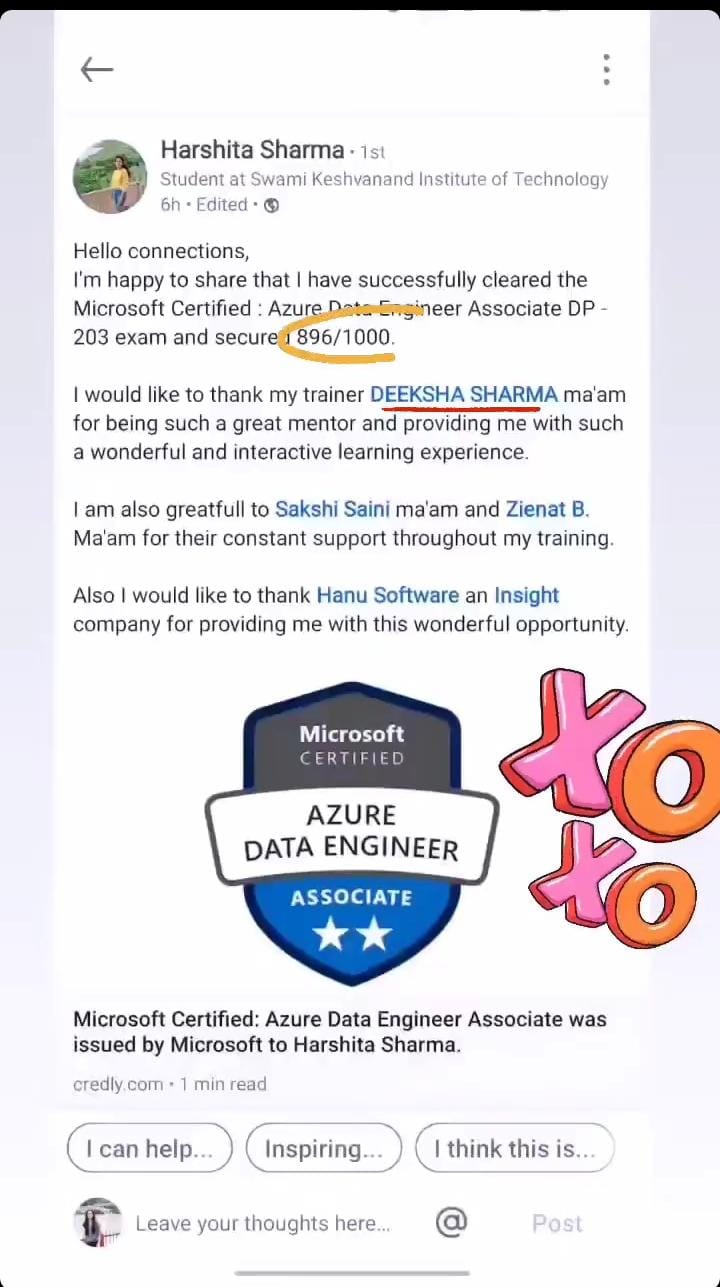 Harshita Sharma · 1st
Student at Swami Keshvanand Institute of Technology
6h · Edited ·
Hello connections,
I'm happy to share that I have successfully cleared the
Microsoft Certified : Azure Data Engineer Associate DP -
203 exam and secured 896/1000.
I would like to thank my trainer DEEKSHA SHARMA ma'am
for being such a great mentor and providing me with such
a wonderful and interactive learning experience.
I am also greatfull to Sakshi Saini ma'am and Zienat B.
Ma'am for their constant support throughout my training.
Also I would like to thank Hanu Software an Insight
company for providing me with this wonderful opportunity.
Microsoft
CERTIFIED
AZURE
DATA ENGINEER
ASSOCIATE
XO
XO
Microsoft Certified: Azure Data Engineer Associate was
issued by Microsoft to Harshita Sharma.
credly.com · 1 min read
I can help... Inspiring... I think this is...
Leave your thoughts here... @ Post